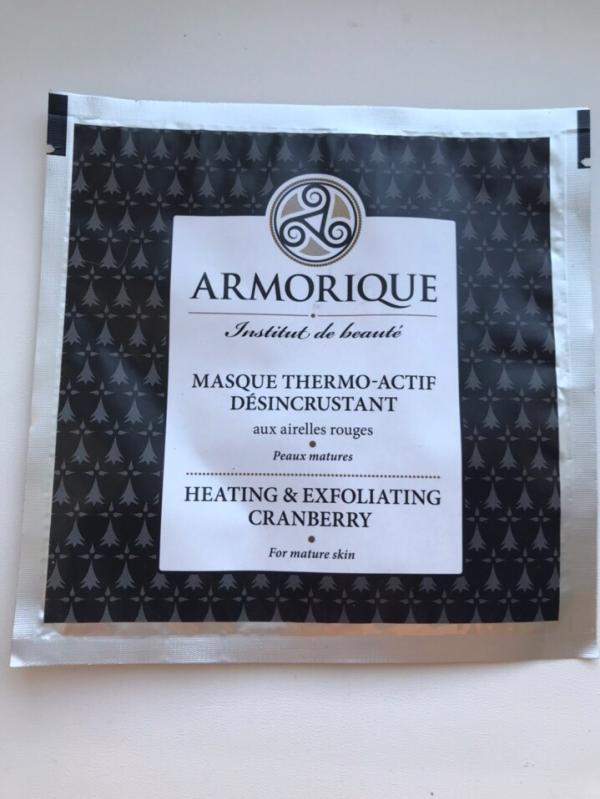 ARMORIQUE
Institut de beauté
MASQUE THERMO-ACTIF
DÉSINCRUSTANT
aux airelles rouges
Peaux matures
HEATING & EXFOLIATING
CRANBERRY
For mature skin